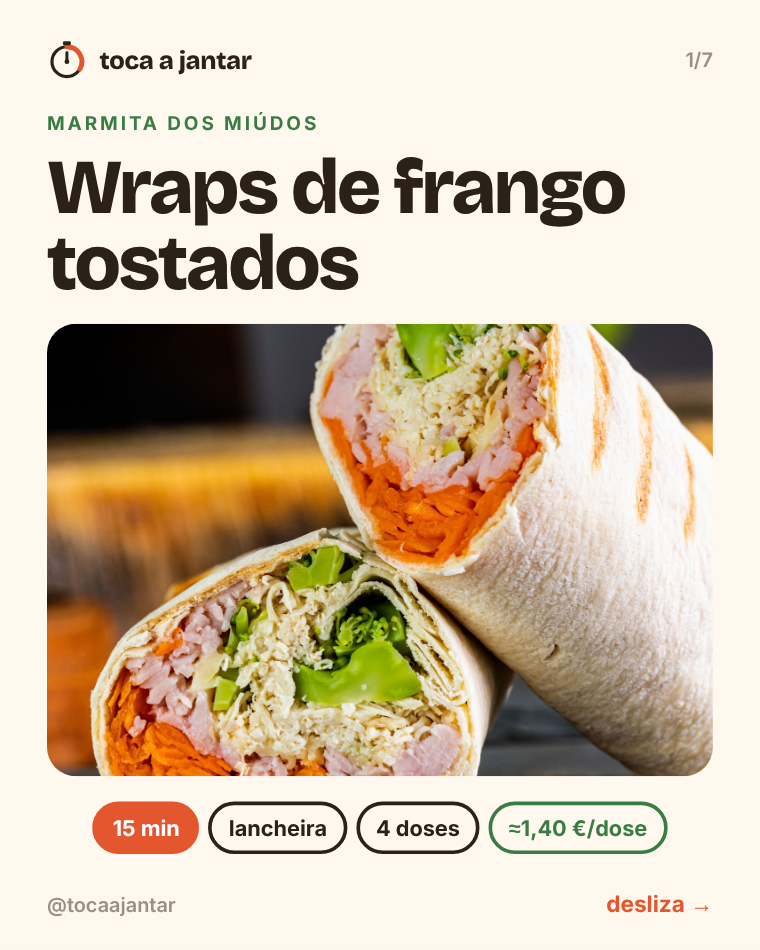 toca a jantar
1/7
MARMITA DOS MIÚDOS
Wraps de frango
tostados
15 min
lancheira
4 doses
≈1,40 €/dose
@tocaajantar
desliza →